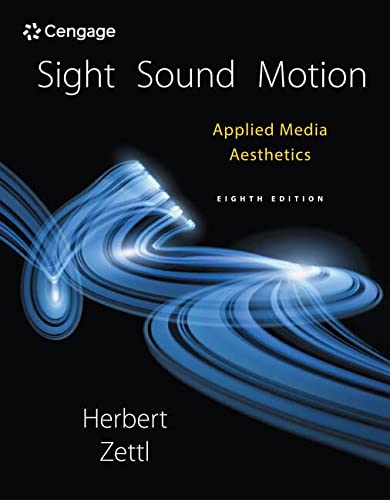 Cengage
Sight Sound Motion
Applied Media
Aesthetics
EIGHTH EDITION
Herbert
Zettl